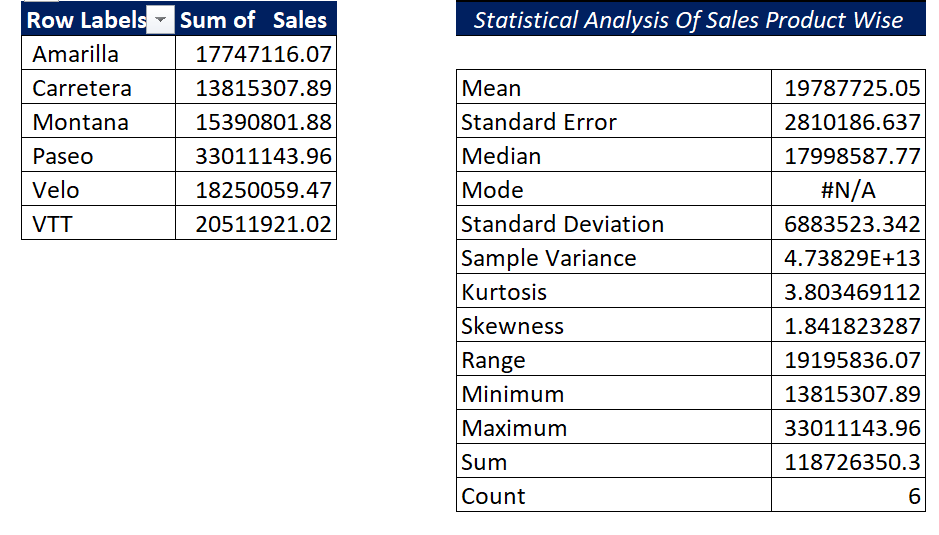 Row Labels Sum of Sales
Amarilla 17747116.07
Carretera 13815307.89
Montana 15390801.88
Paseo 33011143.96
Velo 18250059.47
VTT 20511921.02
Statistical Analysis Of Sales Product Wise
Mean 19787725.05
Standard Error 2810186.637
Median 17998587.77
Mode #N/A
Standard Deviation 6883523.342
Sample Variance 4.73829E+13
Kurtosis 3.803469112
Skewness 1.841823287
Range 19195836.07
Minimum 13815307.89
Maximum 33011143.96
Sum 118726350.3
Count 6